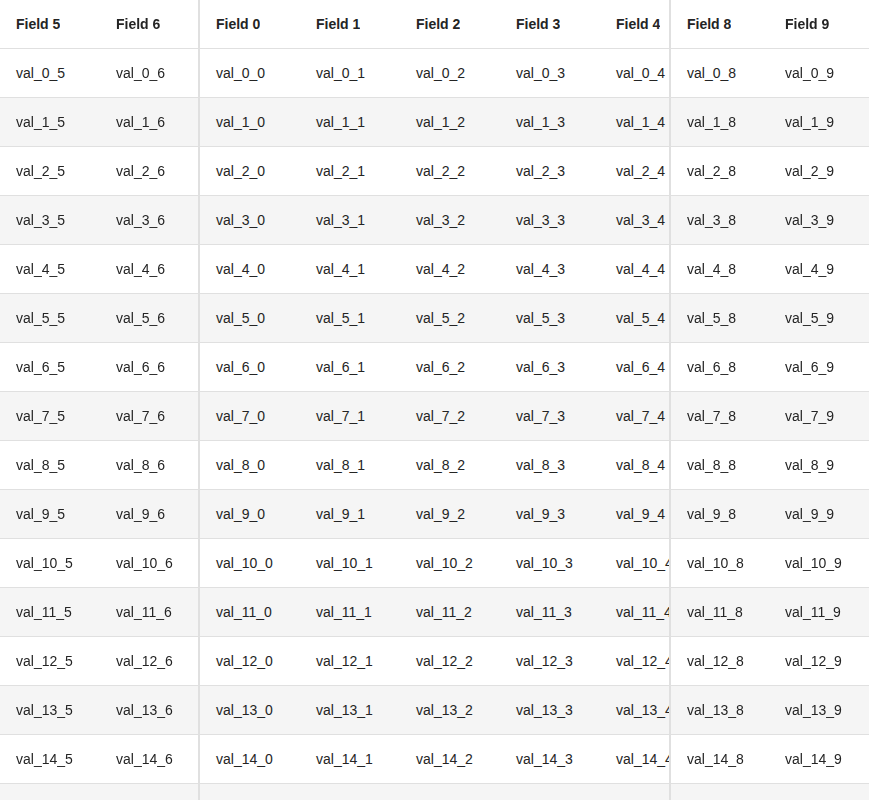 Field 5 Field 6 Field 0 Field 1 Field 2 Field 3 Field 4 Field 8 Field 9
val_0_5 val_0_6 val_0_0 val_0_1 val_0_2 val_0_3 val_0_4 val_0_8 val_0_9
val_1_5 val_1_6 val_1_0 val_1_1 val_1_2 val_1_3 val_1_4 val_1_8 val_1_9
val_2_5 val_2_6 val_2_0 val_2_1 val_2_2 val_2_3 val_2_4 val_2_8 val_2_9
val_3_5 val_3_6 val_3_0 val_3_1 val_3_2 val_3_3 val_3_4 val_3_8 val_3_9
val_4_5 val_4_6 val_4_0 val_4_1 val_4_2 val_4_3 val_4_4 val_4_8 val_4_9
val_5_5 val_5_6 val_5_0 val_5_1 val_5_2 val_5_3 val_5_4 val_5_8 val_5_9
val_6_5 val_6_6 val_6_0 val_6_1 val_6_2 val_6_3 val_6_4 val_6_8 val_6_9
val_7_5 val_7_6 val_7_0 val_7_1 val_7_2 val_7_3 val_7_4 val_7_8 val_7_9
val_8_5 val_8_6 val_8_0 val_8_1 val_8_2 val_8_3 val_8_4 val_8_8 val_8_9
val_9_5 val_9_6 val_9_0 val_9_1 val_9_2 val_9_3 val_9_4 val_9_8 val_9_9
val_10_5 val_10_6 val_10_0 val_10_1 val_10_2 val_10_3 val_10_4 val_10_8 val_10_9
val_11_5 val_11_6 val_11_0 val_11_1 val_11_2 val_11_3 val_11_4 val_11_8 val_11_9
val_12_5 val_12_6 val_12_0 val_12_1 val_12_2 val_12_3 val_12_4 val_12_8 val_12_9
val_13_5 val_13_6 val_13_0 val_13_1 val_13_2 val_13_3 val_13_4 val_13_8 val_13_9
val_14_5 val_14_6 val_14_0 val_14_1 val_14_2 val_14_3 val_14_4 val_14_8 val_14_9